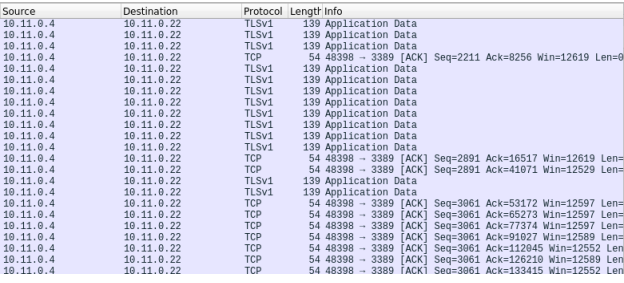 Source Destination Protocol Length Info
10.11.0.4 10.11.0.22 TLSv1 139 Application Data
10.11.0.4 10.11.0.22 TLSv1 139 Application Data
10.11.0.4 10.11.0.22 TLSv1 139 Application Data
10.11.0.4 10.11.0.22 TCP 54 48398 → 3389 [ACK] Seq=2211 Ack=8256 Win=12619 Len=0
10.11.0.4 10.11.0.22 TLSv1 139 Application Data
10.11.0.4 10.11.0.22 TLSv1 139 Application Data
10.11.0.4 10.11.0.22 TLSv1 139 Application Data
10.11.0.4 10.11.0.22 TLSv1 139 Application Data
10.11.0.4 10.11.0.22 TLSv1 139 Application Data
10.11.0.4 10.11.0.22 TLSv1 139 Application Data
10.11.0.4 10.11.0.22 TLSv1 139 Application Data
10.11.0.4 10.11.0.22 TLSv1 139 Application Data
10.11.0.4 10.11.0.22 TCP 54 48398 → 3389 [ACK] Seq=2891 Ack=16517 Win=12619 Len=
10.11.0.4 10.11.0.22 TCP 54 48398 → 3389 [ACK] Seq=2891 Ack=41071 Win=12529 Len=
10.11.0.4 10.11.0.22 TLSv1 139 Application Data
10.11.0.4 10.11.0.22 TLSv1 139 Application Data
10.11.0.4 10.11.0.22 TCP 54 48398 → 3389 [ACK] Seq=3061 Ack=53172 Win=12597 Len=
10.11.0.4 10.11.0.22 TCP 54 48398 → 3389 [ACK] Seq=3061 Ack=65273 Win=12597 Len=
10.11.0.4 10.11.0.22 TCP 54 48398 → 3389 [ACK] Seq=3061 Ack=77374 Win=12597 Len=
10.11.0.4 10.11.0.22 TCP 54 48398 → 3389 [ACK] Seq=3061 Ack=91027 Win=12589 Len=
10.11.0.4 10.11.0.22 TCP 54 48398 → 3389 [ACK] Seq=3061 Ack=112045 Win=12552 Len
10.11.0.4 10.11.0.22 TCP 54 48398 → 3389 [ACK] Seq=3061 Ack=126210 Win=12589 Len
10.11.0.4 10.11.0.22 TCP 54 48398 → 3389 [ACK] Seq=3061 Ack=133415 Win=12552 Len